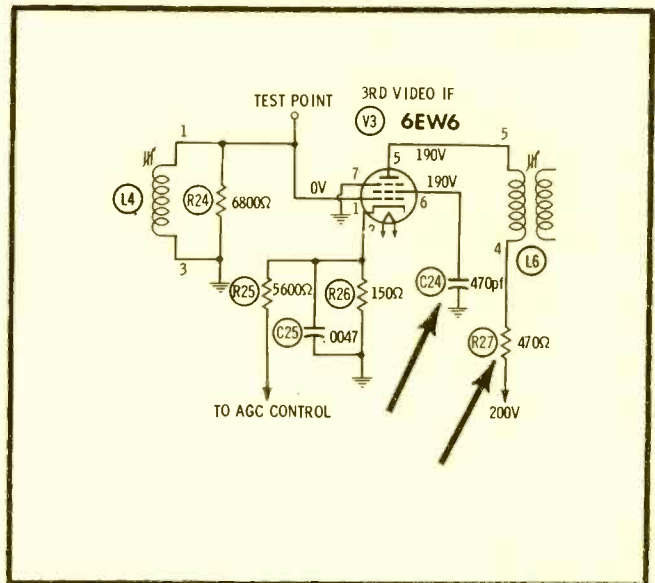 3RD VIDEO IF
TEST POINT
V3 6EW6
1
5
5
190V
7
0V
190V
L4
R24
6800Ω
1
6
2
4
L6
3
R25
5600Ω
R26
150Ω
C24
470pf
C25
.0047
R27
470Ω
TO AGC CONTROL
200V